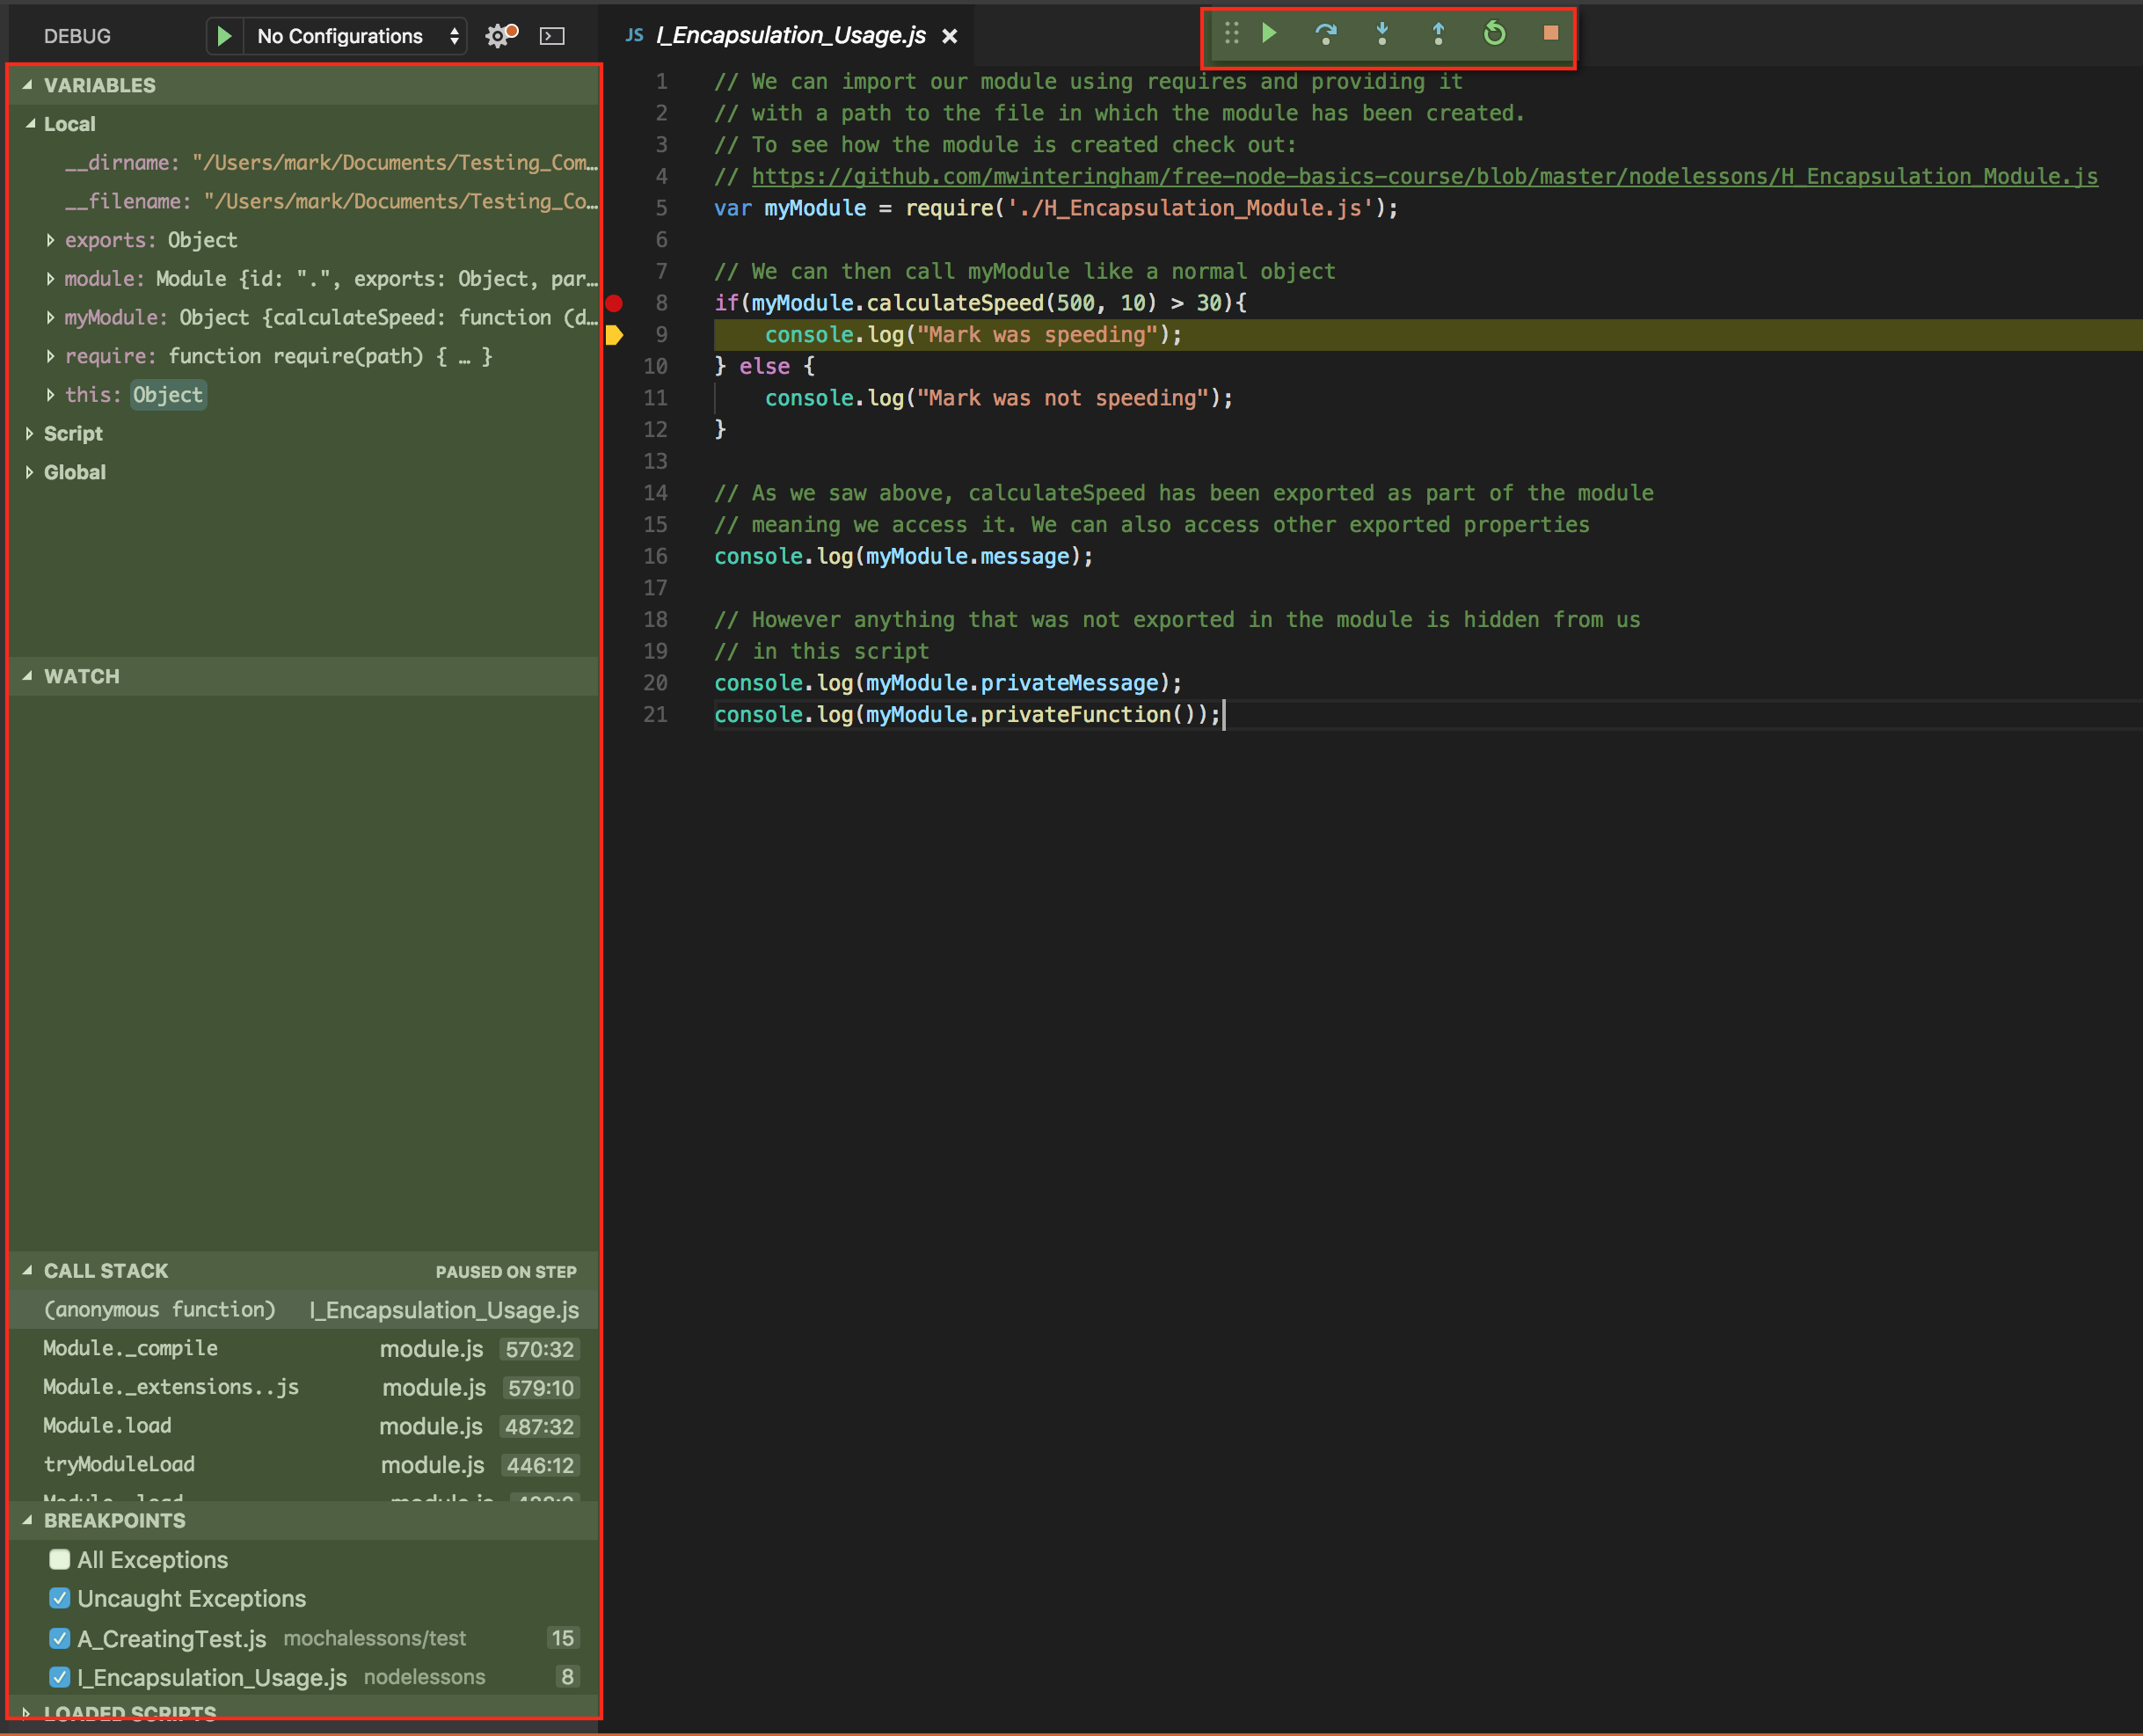 DEBUG
No Configurations
VARIABLES
Local
__dirname: "/Users/mark/Documents/Testing_Com…
__filename: "/Users/mark/Documents/Testing_Co…
exports: Object
module: Module {id: ".", exports: Object, par…
myModule: Object {calculateSpeed: function (d…
require: function require(path) { … }
this: Object
Script
Global
WATCH
CALL STACK PAUSED ON STEP
(anonymous function) I_Encapsulation_Usage.js
Module._compile module.js 570:32
Module._extensions..js module.js 579:10
Module.load module.js 487:32
tryModuleLoad module.js 446:12
Module._load module.js
BREAKPOINTS
All Exceptions
Uncaught Exceptions
A_CreatingTest.js mochalessons/test 15
I_Encapsulation_Usage.js nodelessons 8
LOADED SCRIPTS
JS I_Encapsulation_Usage.js
1 // We can import our module using requires and providing it
2 // with a path to the file in which the module has been created.
3 // To see how the module is created check out:
4 // https://github.com/mwinteringham/free-node-basics-course/blob/master/nodelessons/H_Encapsulation_Module.js
5 var myModule = require('./H_Encapsulation_Module.js');
6
7 // We can then call myModule like a normal object
8 if(myModule.calculateSpeed(500, 10) > 30){
9 console.log("Mark was speeding");
10 } else {
11 console.log("Mark was not speeding");
12 }
13
14 // As we saw above, calculateSpeed has been exported as part of the module
15 // meaning we access it. We can also access other exported properties
16 console.log(myModule.message);
17
18 // However anything that was not exported in the module is hidden from us
19 // in this script
20 console.log(myModule.privateMessage);
21 console.log(myModule.privateFunction());